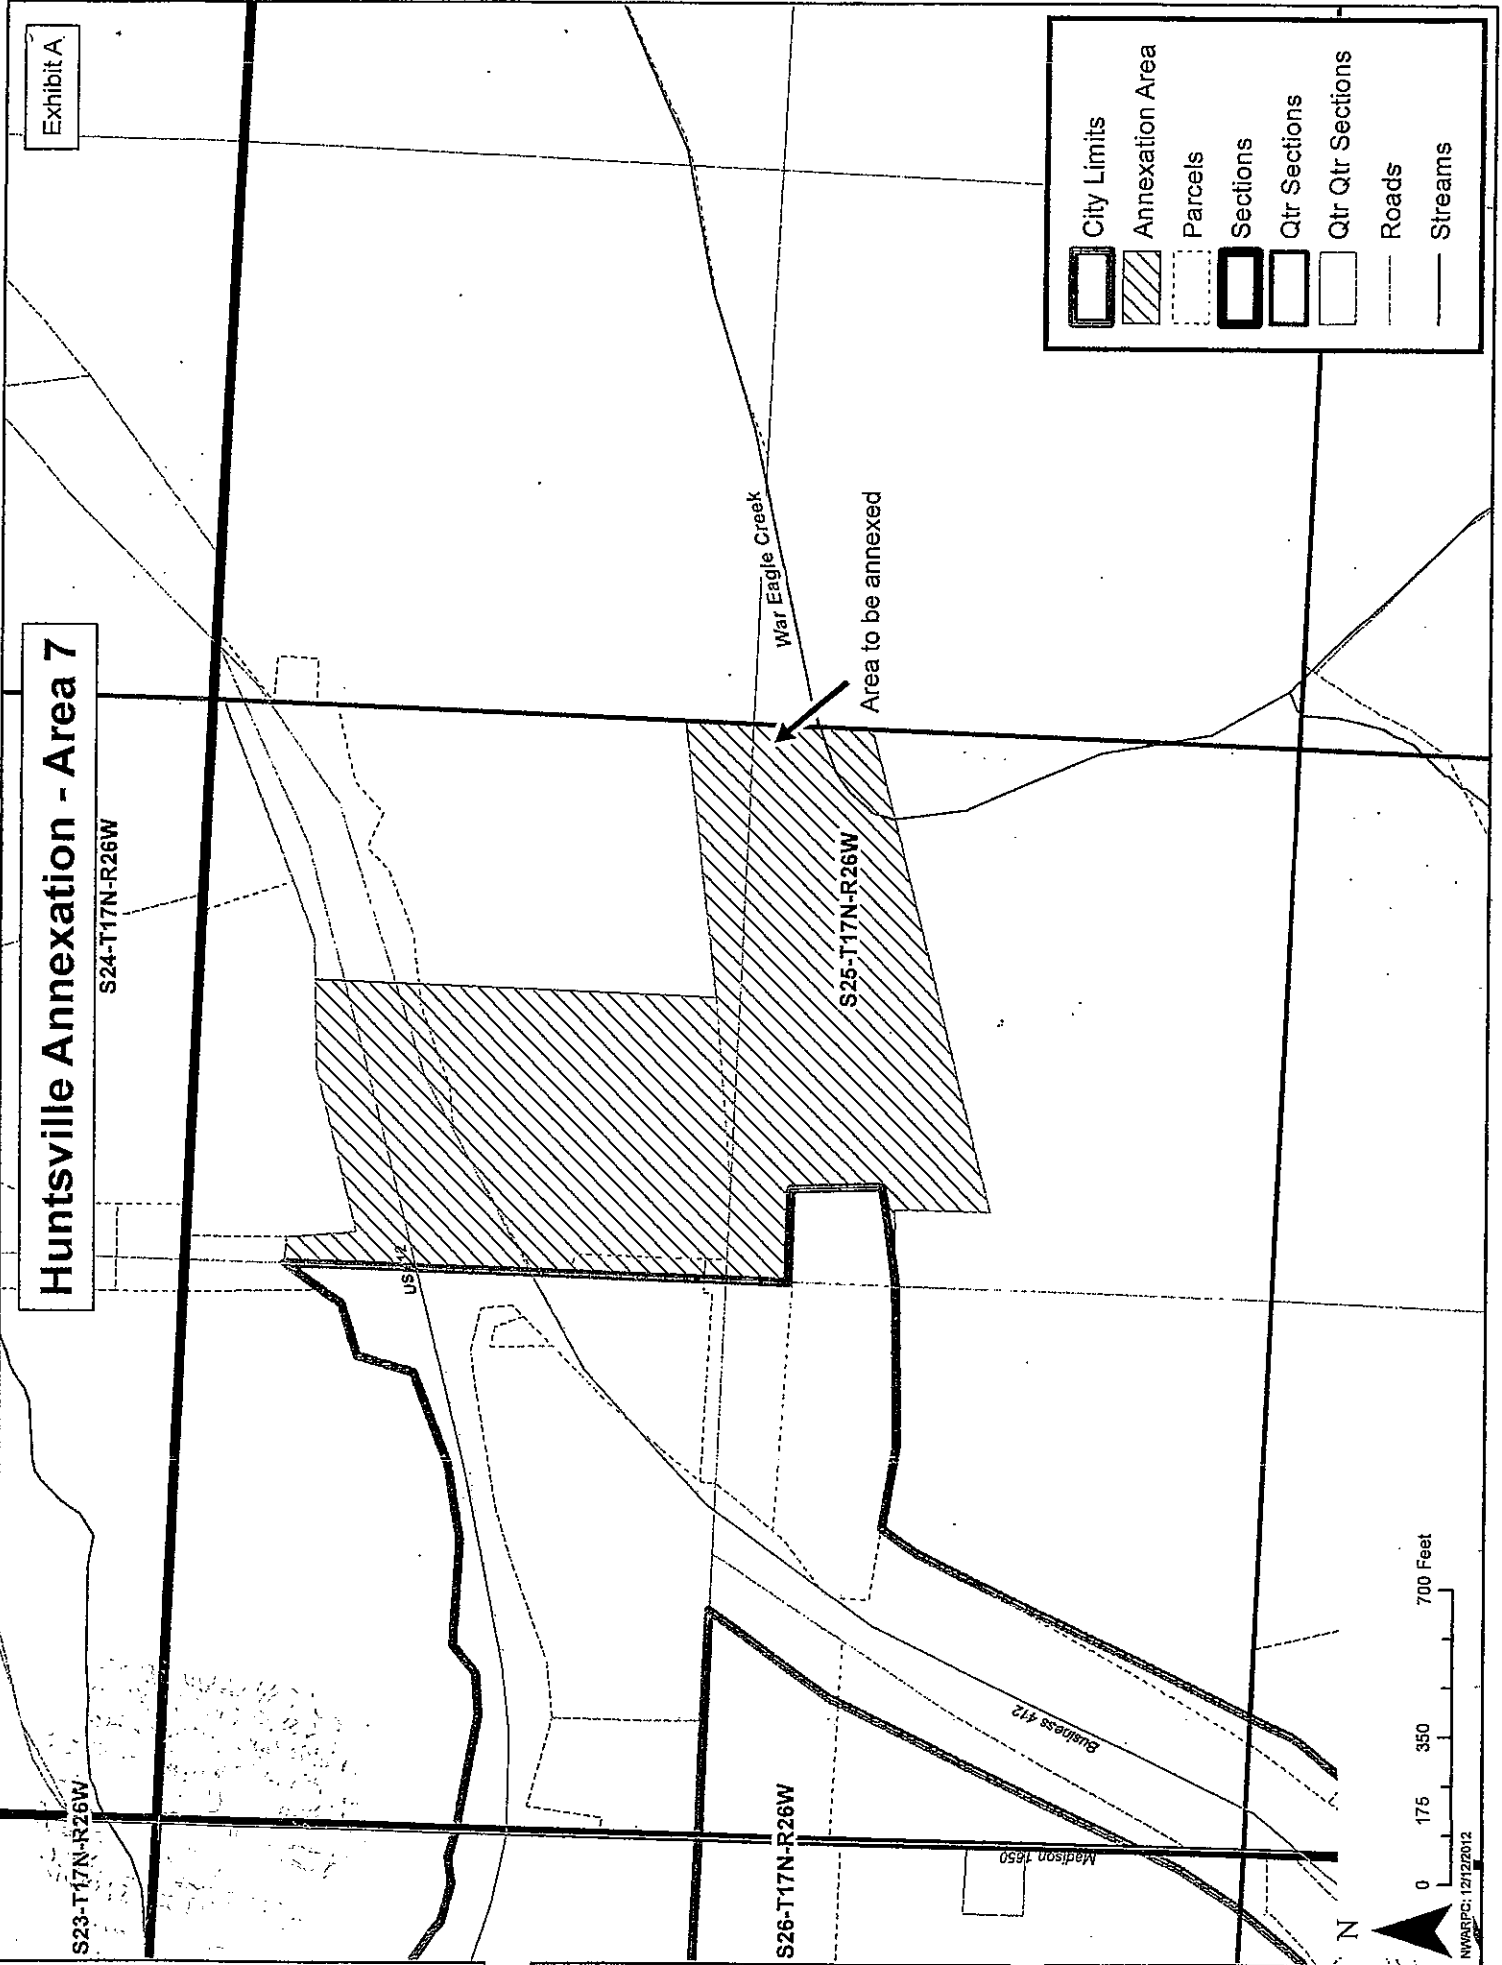 Exhibit A
Huntsville Annexation - Area 7
S24-T17N-R26W
S23-T17N-R26W
US 412
War Eagle Creek
Area to be annexed
S25-T17N-R26W
S26-T17N-R26W
Business 412
Madison 1650
City Limits
Annexation Area
Parcels
Sections
Qtr Sections
Qtr Qtr Sections
Roads
Streams
N
0 175 350 700 Feet
NWARPC: 12/12/2012